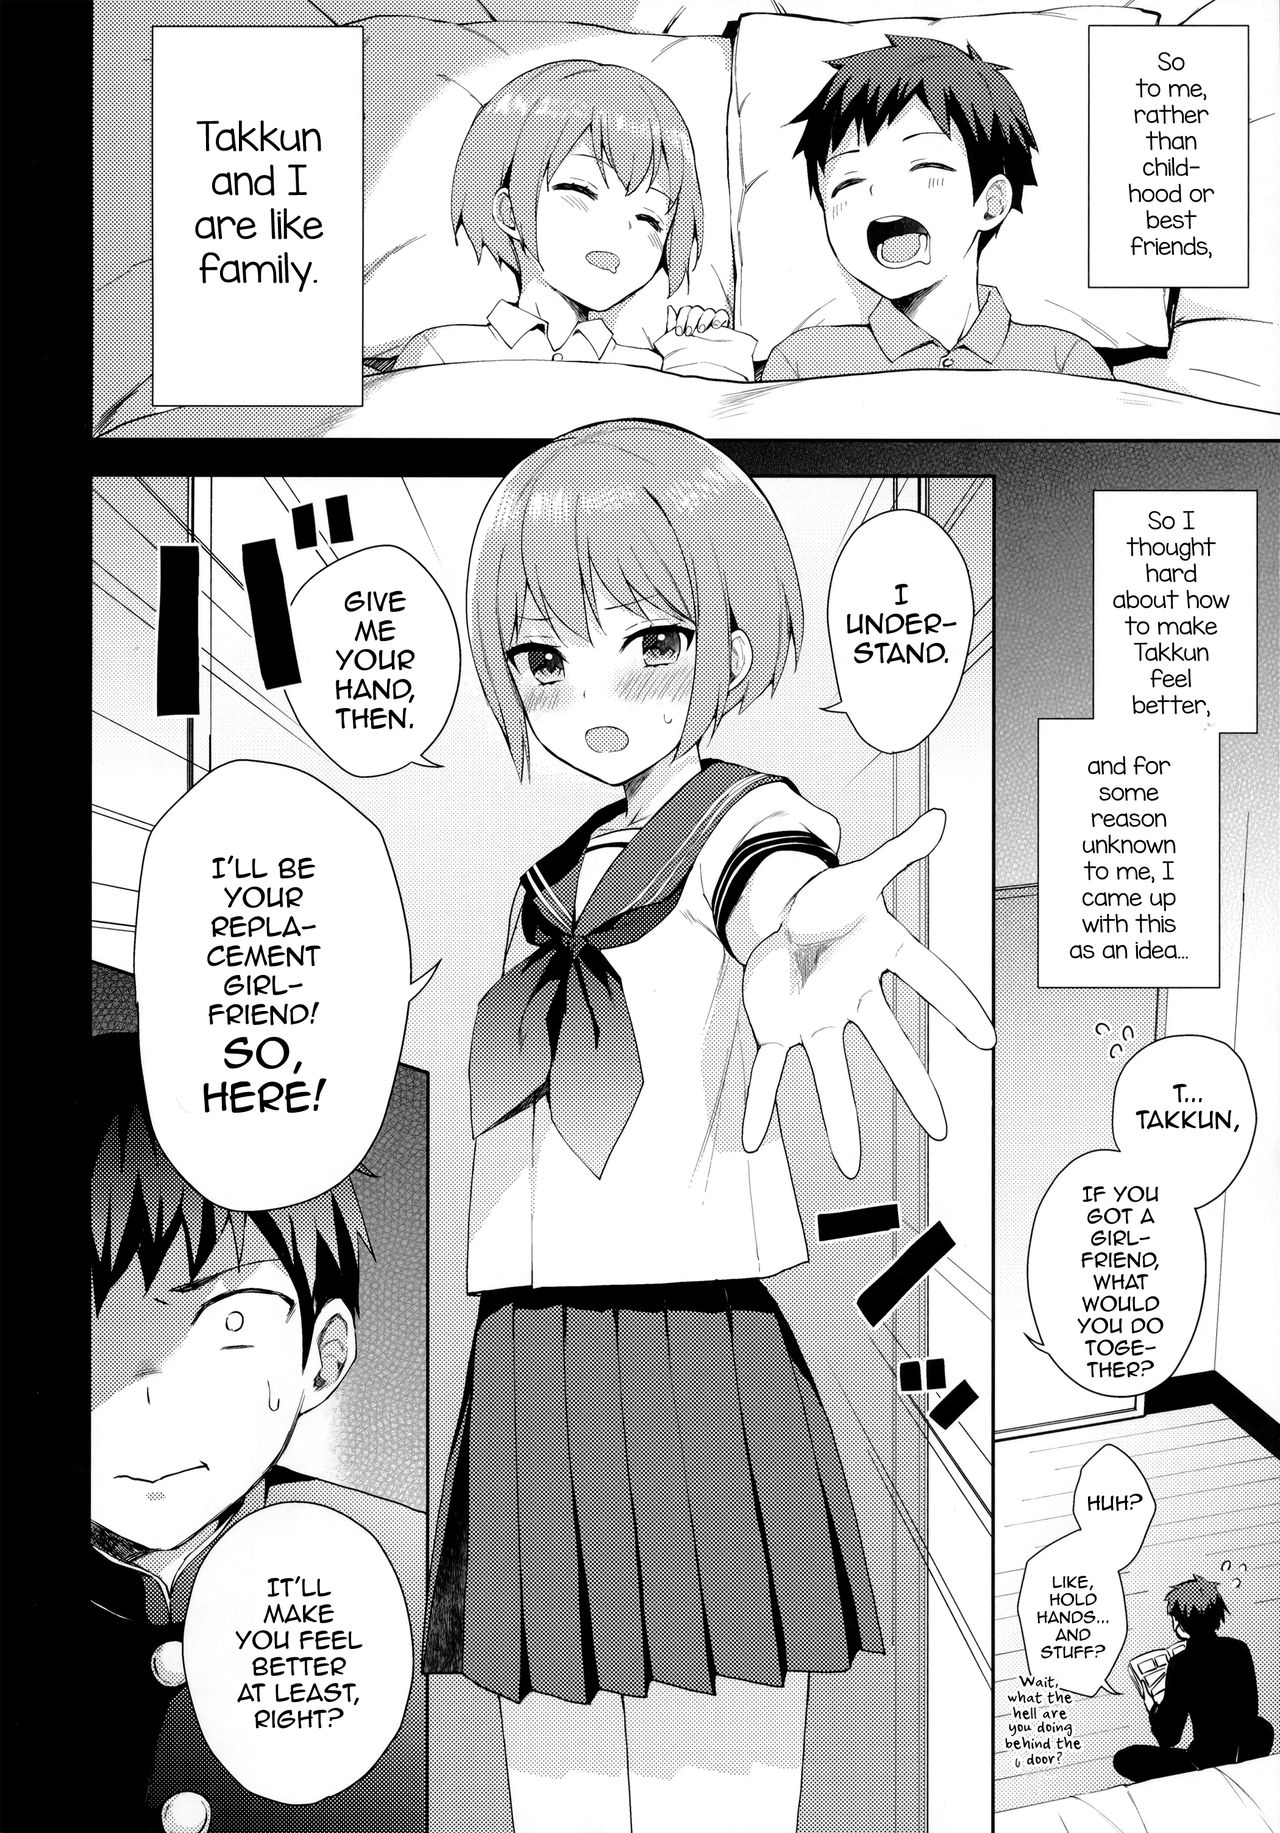 So
to me,
rather
than
child-
hood or
best
friends,
Takkun
and I
are like
family.
So I
thought
hard
about how
to make
Takkun
feel
better,
and for
some
reason
unknown
to me, I
came up
with this
as an idea...
T...
TAKKUN,
IF YOU
GOT A
GIRL-
FRIEND,
WHAT
WOULD
YOU DO
TOGE-
THER?
HUH?
LIKE,
HOLD
HANDS...
AND
STUFF?
Wait,
what the
hell are
you doing
behind the
door?
I
UNDER-
STAND.
GIVE
ME
YOUR
HAND,
THEN.
I'LL BE
YOUR
REPLA-
CEMENT
GIRL-
FRIEND!
SO,
HERE!
IT'LL
MAKE
YOU FEEL
BETTER
AT LEAST,
RIGHT?